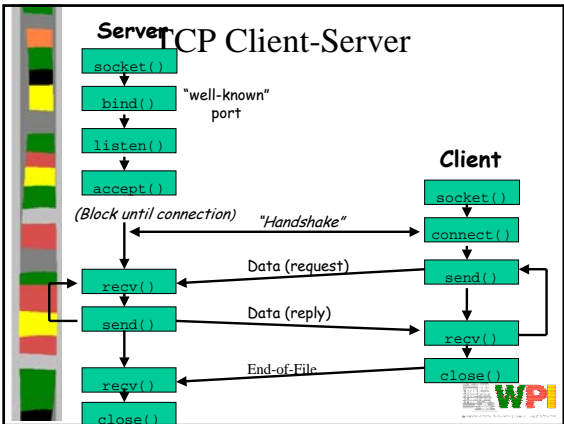 TCP Client-Server
Server
socket()
bind()
"well-known"
port
listen()
accept()
(Block until connection)
"Handshake"
recv()
send()
recv()
close()
Client
socket()
connect()
Data (request)
send()
Data (reply)
recv()
End-of-File
close()
WPI